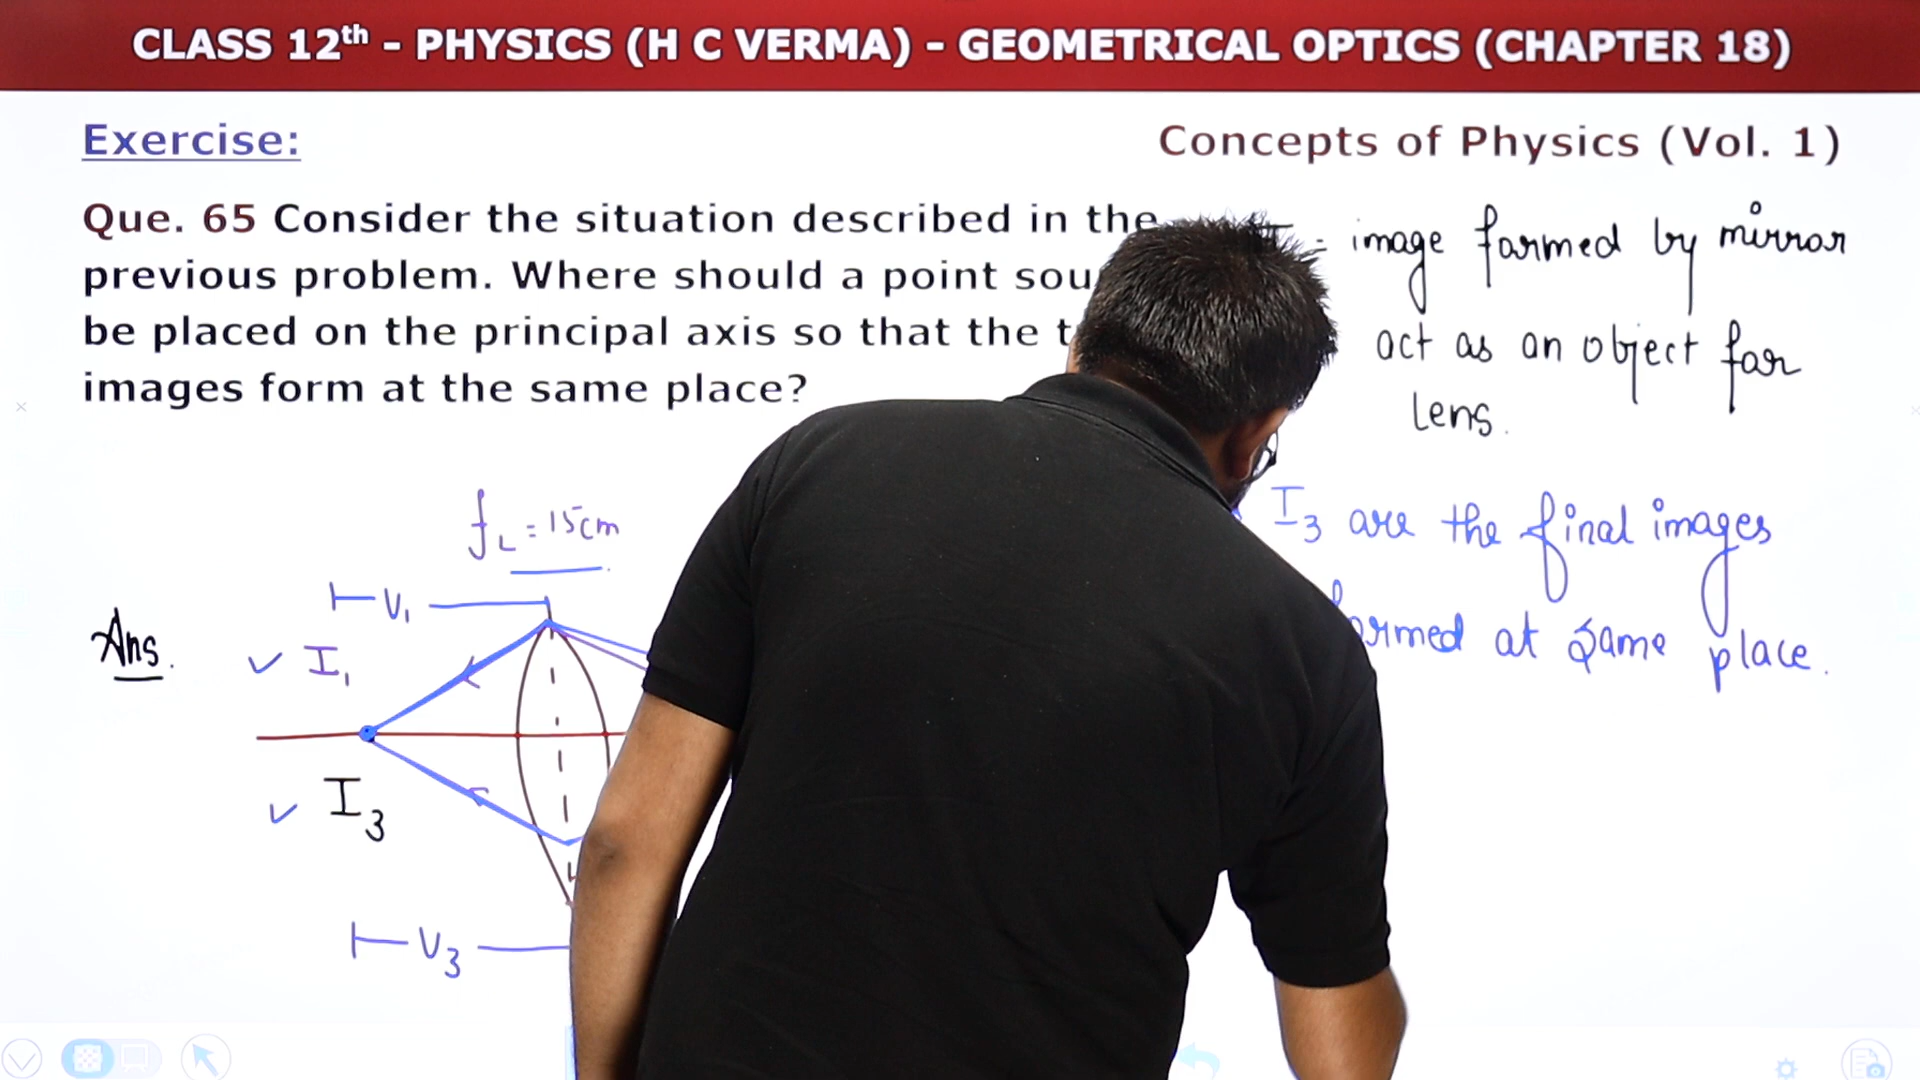 CLASS 12th - PHYSICS (H C VERMA) - GEOMETRICAL OPTICS (CHAPTER 18)
Exercise:
Concepts of Physics (Vol. 1)
Que. 65 Consider the situation described in the
previous problem. Where should a point
be placed on the principal axis so that the
images form at the same place?
= image formed by mirror
act as an object for
lens.
I3 are the final images
formed at same place.
fL = 15cm
V1
Ans.
✓ I1
✓ I3
V3